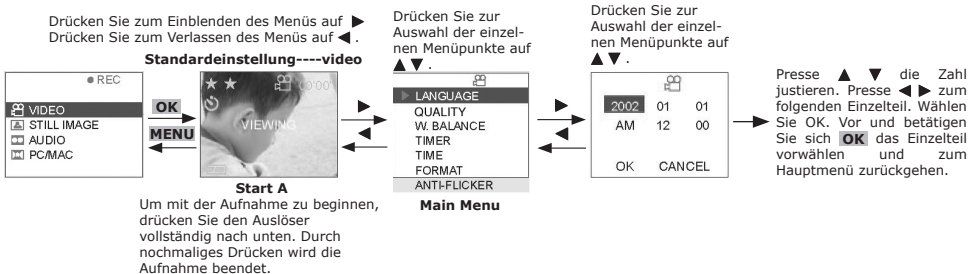 Drücken Sie zum Einblenden des Menüs auf ▶
Drücken Sie zum Verlassen des Menüs auf ◀ .
Standardeinstellung----video
REC
VIDEO
STILL IMAGE
AUDIO
PC/MAC
OK
MENU
00'00"
VIEWING
Start A
Um mit der Aufnahme zu beginnen,
drücken Sie den Auslöser
vollständig nach unten. Durch
nochmaliges Drücken wird die
Aufnahme beendet.
Drücken Sie zur
Auswahl der einzel-
nen Menüpunkte auf
▲ ▼ .
LANGUAGE
QUALITY
W. BALANCE
TIMER
TIME
FORMAT
ANTI-FLICKER
Main Menu
Drücken Sie zur
Auswahl der einzel-
nen Menüpunkte auf
▲ ▼ .
2002 01 01
AM 12 00
OK CANCEL
Presse ▲ ▼ die Zahl
justieren. Presse ◀ ▶ zum
folgenden Einzelteil. Wählen
Sie OK. Vor und betätigen
Sie sich OK das Einzelteil
vorwählen und zum
Hauptmenü zurückgehen.